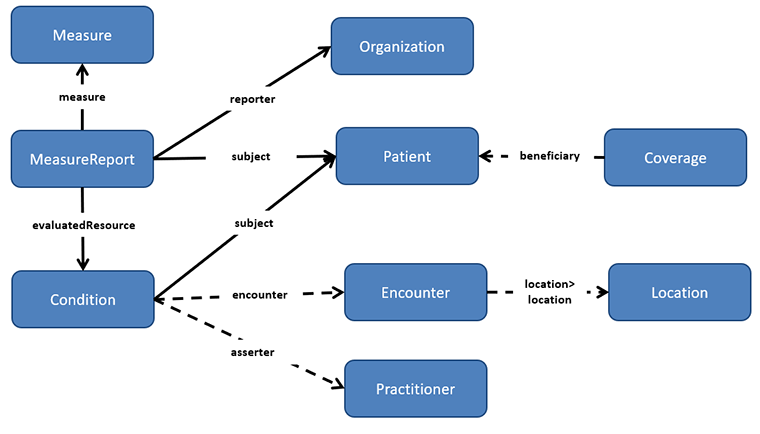 Measure
Organization
measure
reporter
MeasureReport
subject
Patient
beneficiary
Coverage
evaluatedResource
subject
Condition
encounter
Encounter
location>
location
Location
asserter
Practitioner